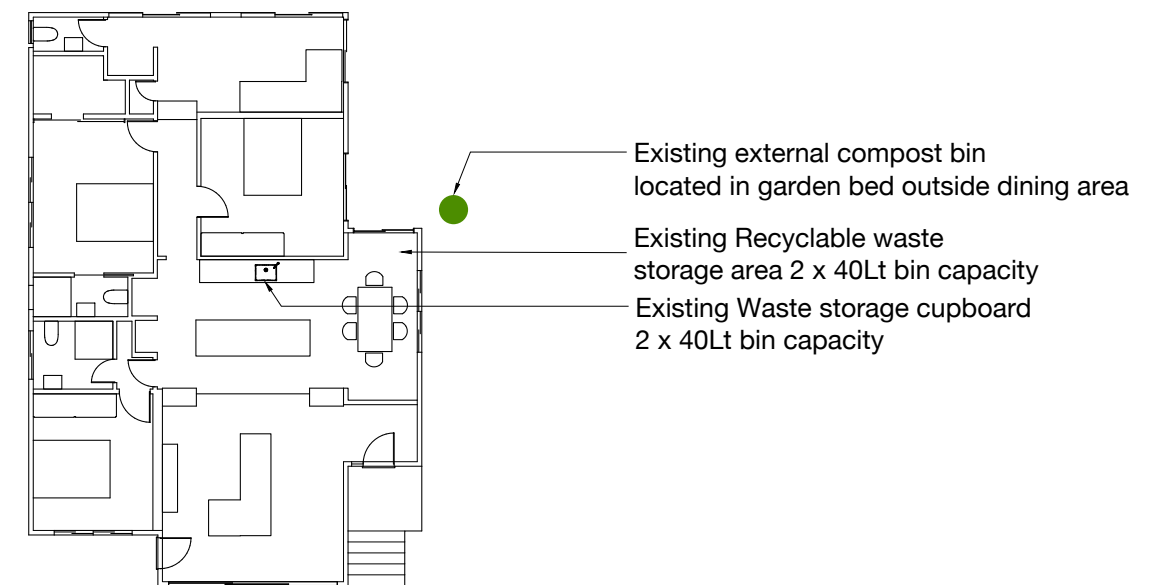 Existing external compost bin
located in garden bed outside dining area
Existing Recyclable waste
storage area 2 x 40Lt bin capacity
Existing Waste storage cupboard
2 x 40Lt bin capacity